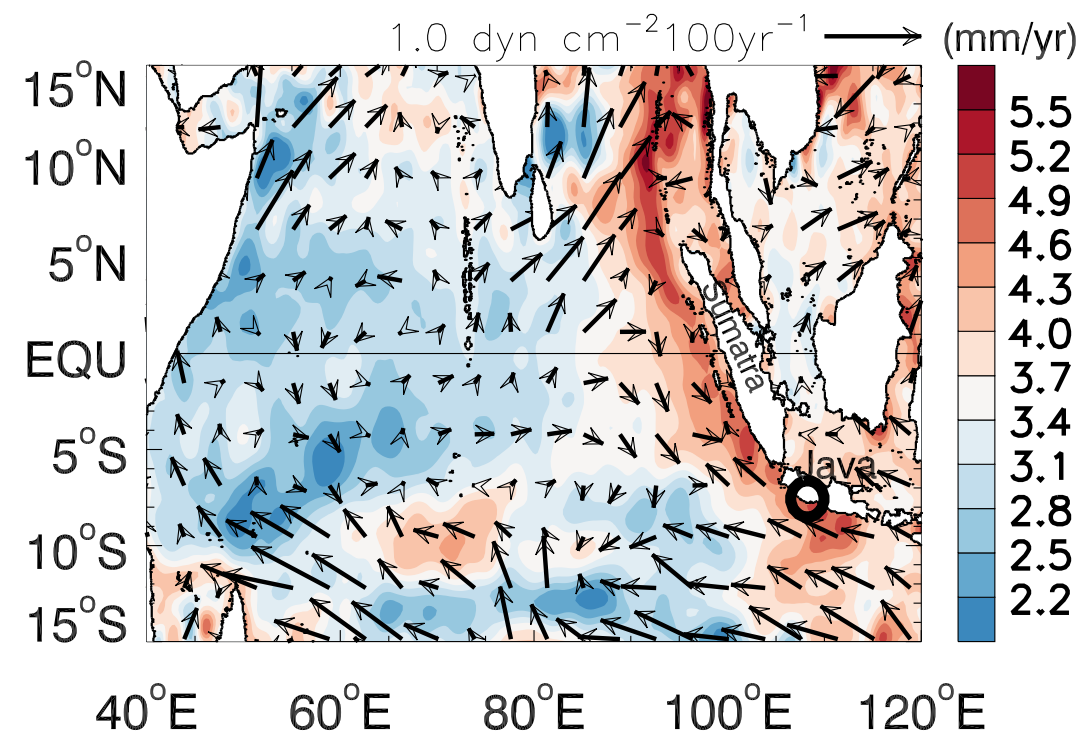 1.0 dyn cm⁻²100yr⁻¹ (mm/yr)
15°N
10°N
5°N
EQU
5°S
10°S
15°S
Sumatra
Java
5.5
5.2
4.9
4.6
4.3
4.0
3.7
3.4
3.1
2.8
2.5
2.2
40°E 60°E 80°E 100°E 120°E